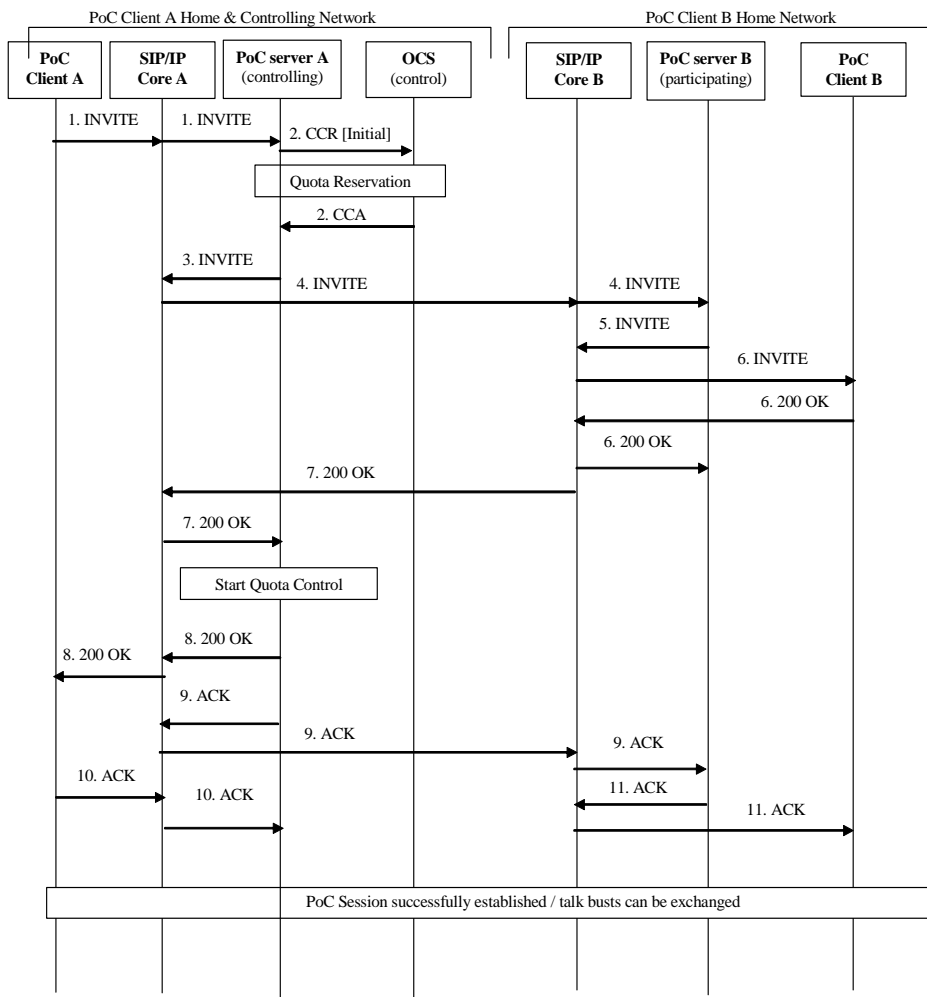 PoC Client A Home & Controlling Network
PoC Client B Home Network
PoC
Client A
SIP/IP
Core A
PoC server A
(controlling)
OCS
(control)
SIP/IP
Core B
PoC server B
(participating)
PoC
Client B
1. INVITE
1. INVITE
2. CCR [Initial]
Quota Reservation
2. CCA
3. INVITE
4. INVITE
4. INVITE
5. INVITE
6. INVITE
6. 200 OK
6. 200 OK
7. 200 OK
7. 200 OK
Start Quota Control
8. 200 OK
8. 200 OK
9. ACK
9. ACK
9. ACK
10. ACK
11. ACK
10. ACK
11. ACK
PoC Session successfully established / talk busts can be exchanged